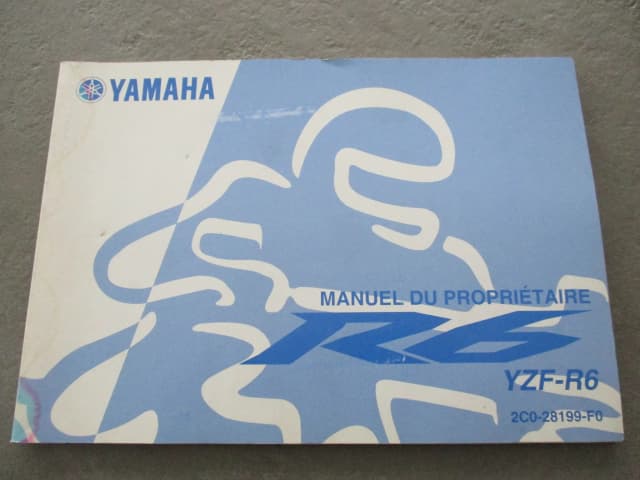 YAMAHA
MANUEL DU PROPRIÉTAIRE
R6
YZF-R6
2C0-28199-F0